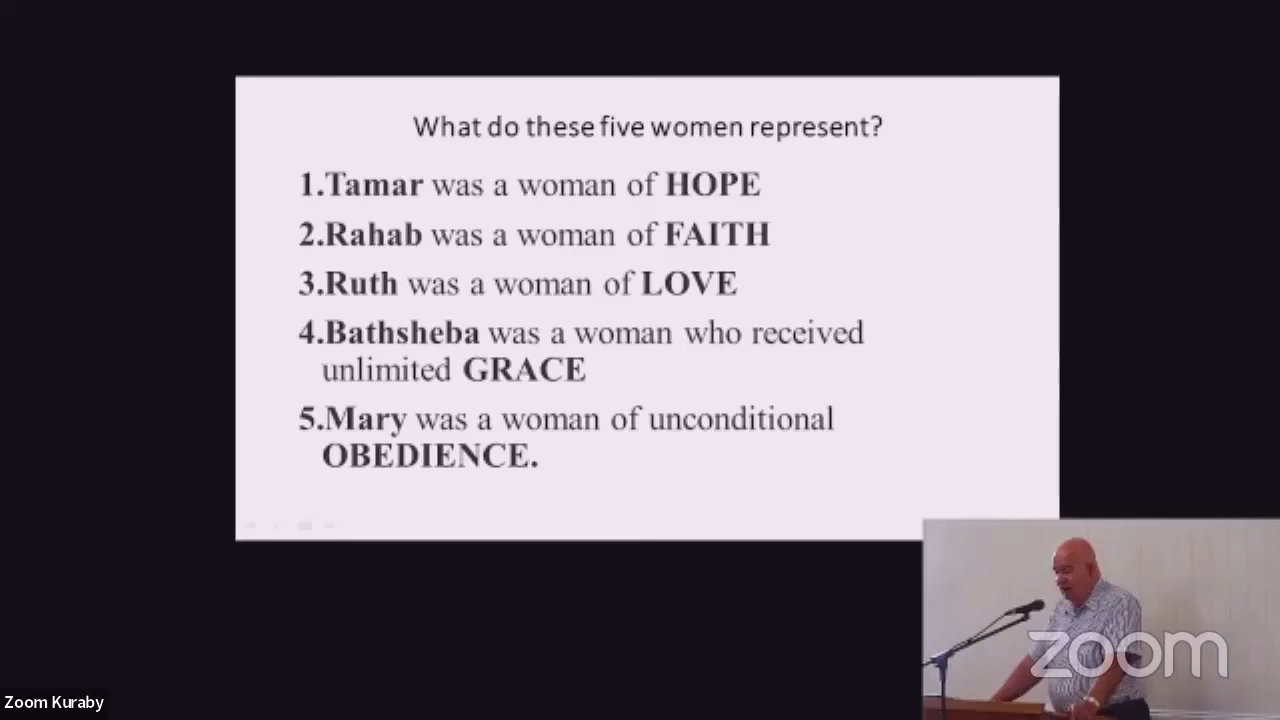 What do these five women represent?
1.Tamar was a woman of HOPE
2.Rahab was a woman of FAITH
3.Ruth was a woman of LOVE
4.Bathsheba was a woman who received
unlimited GRACE
5.Mary was a woman of unconditional
OBEDIENCE.
zoom
Zoom Kuraby